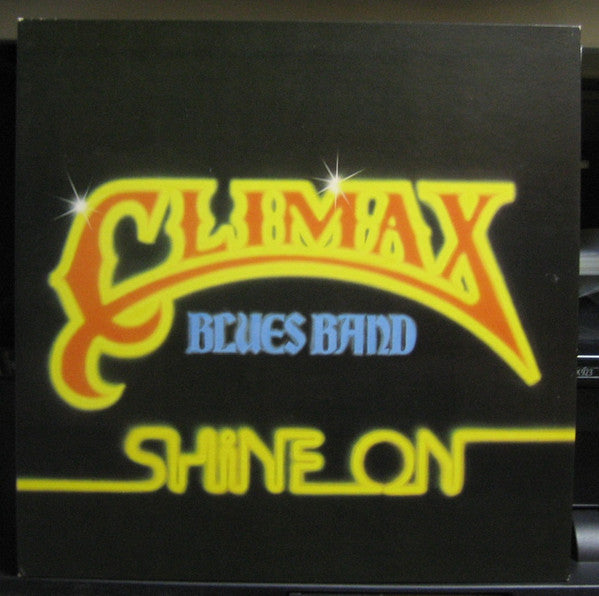 CLIMAX
BLUES BAND
SHINE ON